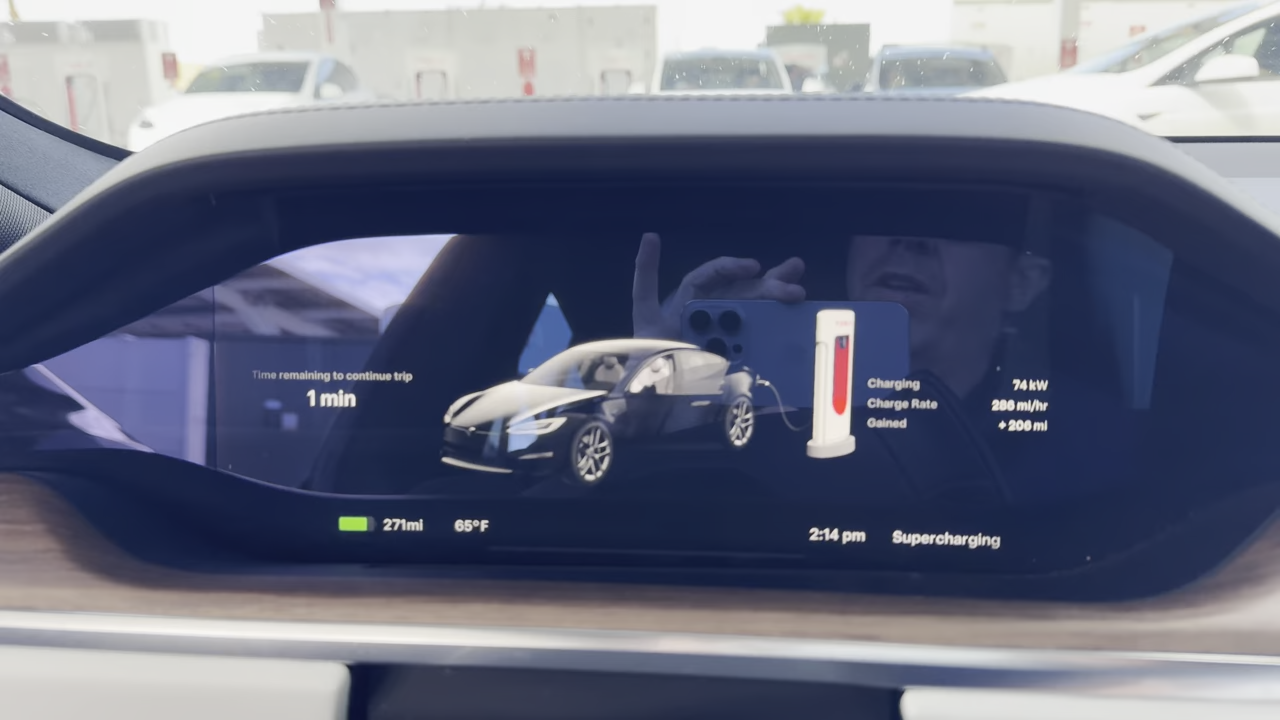 Time remaining to continue trip
1 min
Charging 74 kW
Charge Rate 286 mi/hr
Gained + 206 mi
271mi 65°F
2:14 pm Supercharging